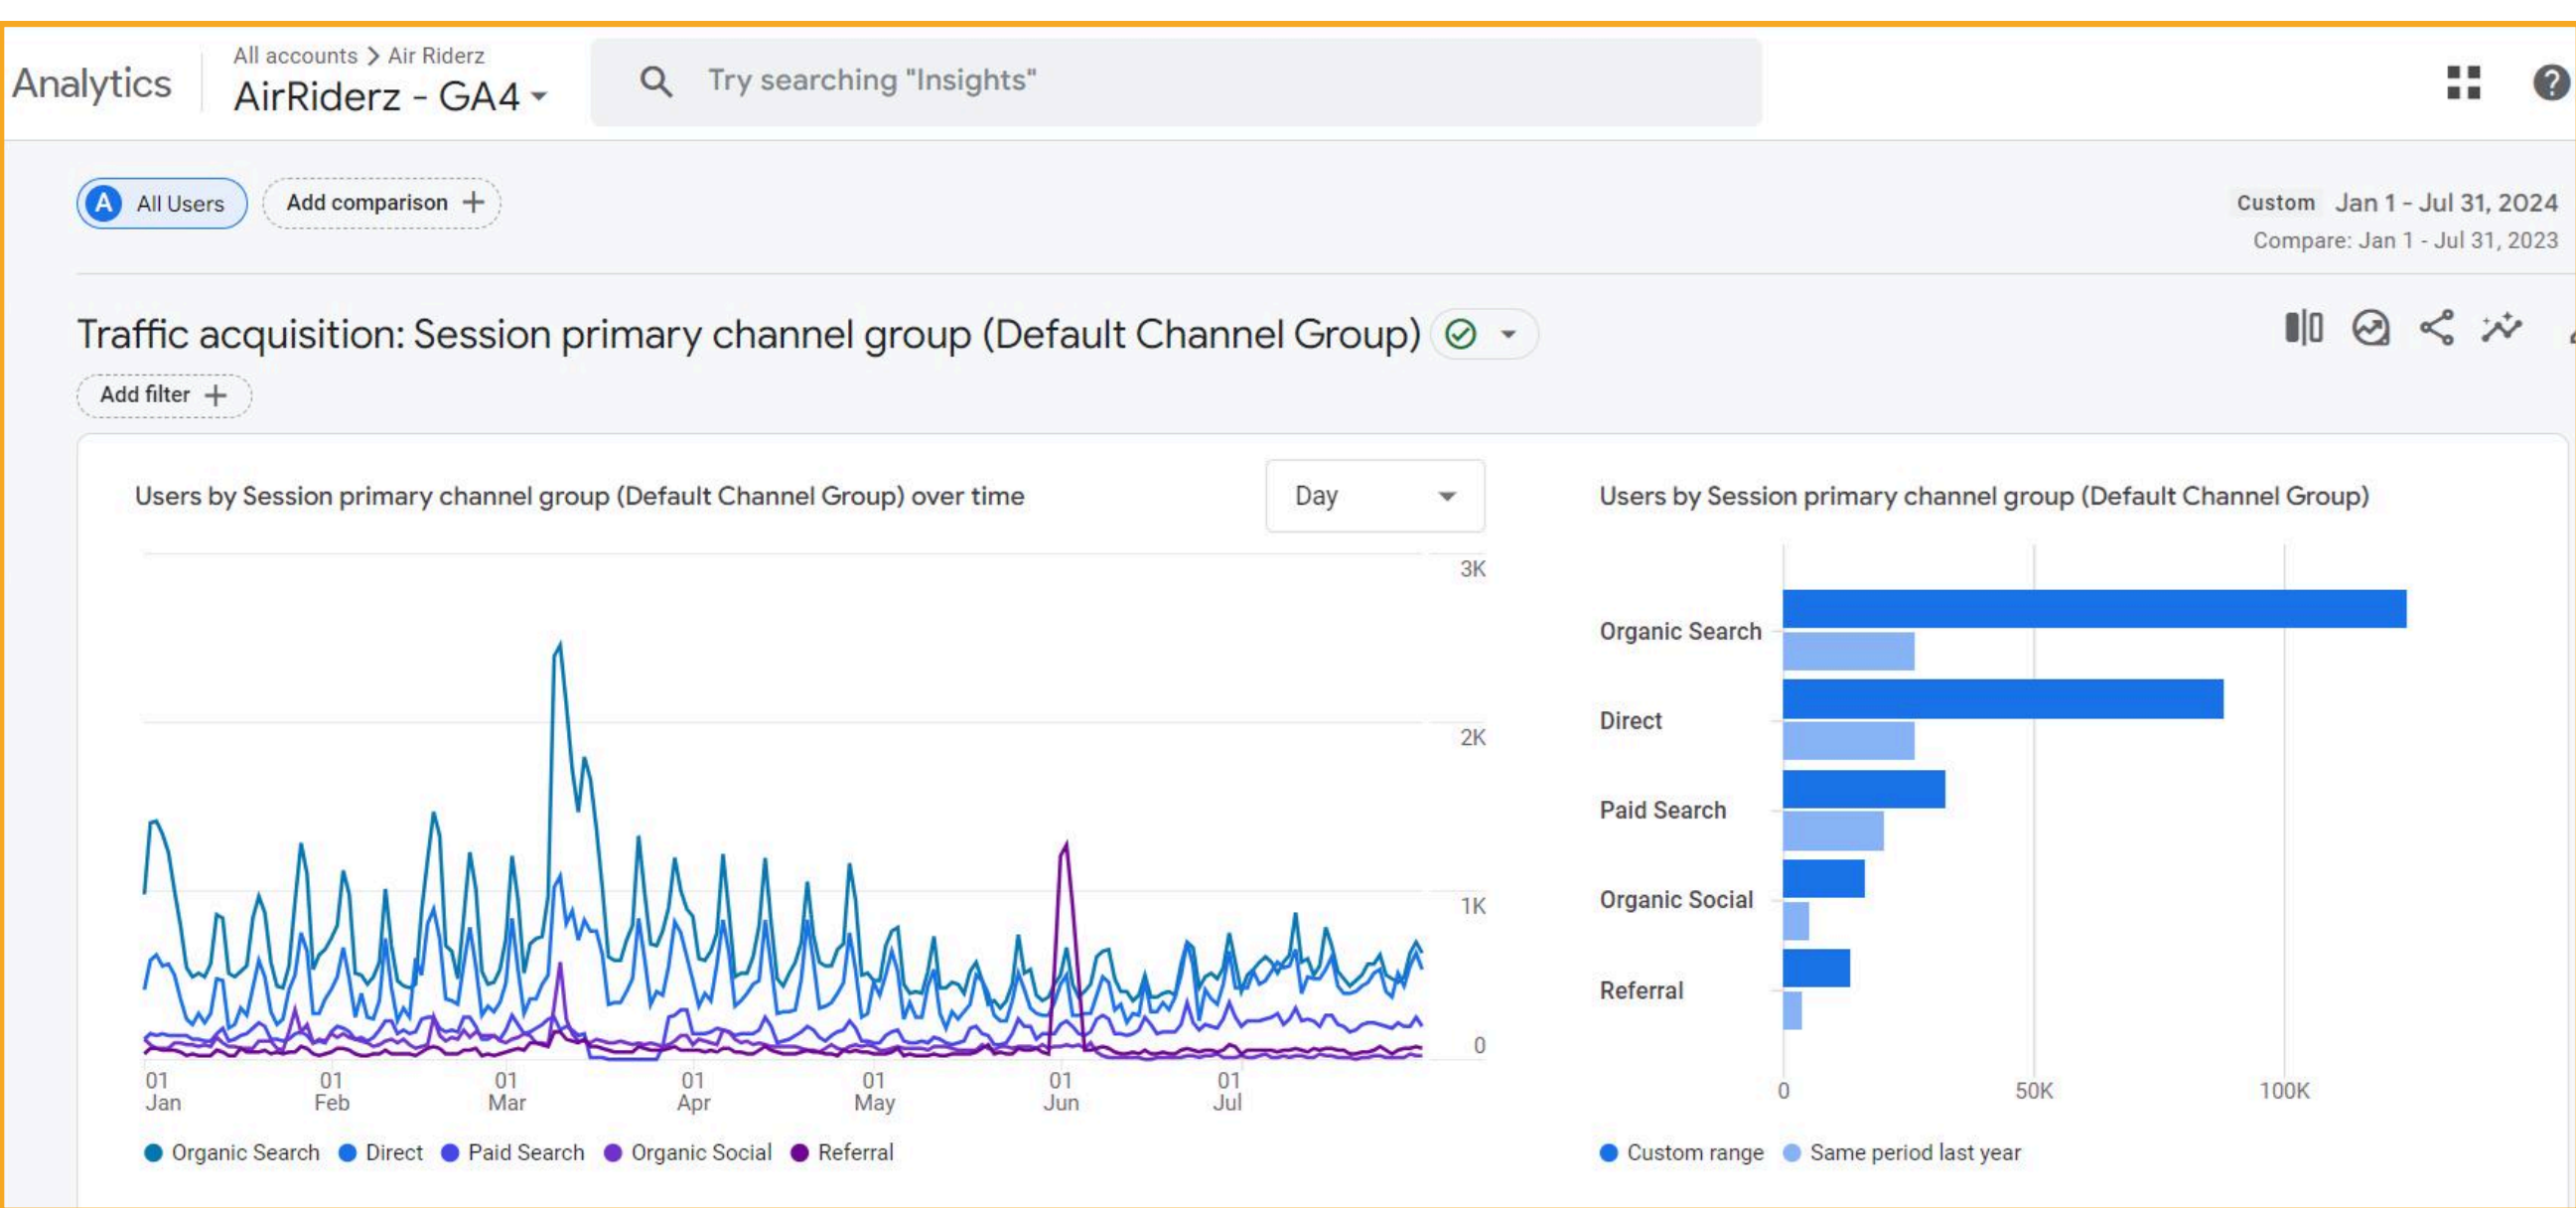 Analytics
All accounts > Air Riderz
AirRiderz - GA4
Try searching "Insights"
A All Users
Add comparison +
Custom Jan 1 - Jul 31, 2024
Compare: Jan 1 - Jul 31, 2023
Traffic acquisition: Session primary channel group (Default Channel Group)
Add filter +
Users by Session primary channel group (Default Channel Group) over time
Day
3K
2K
1K
0
01 01 01 01 01 01 01
Jan Feb Mar Apr May Jun Jul
Organic Search Direct Paid Search Organic Social Referral
Users by Session primary channel group (Default Channel Group)
Organic Search
Direct
Paid Search
Organic Social
Referral
0 50K 100K
Custom range Same period last year